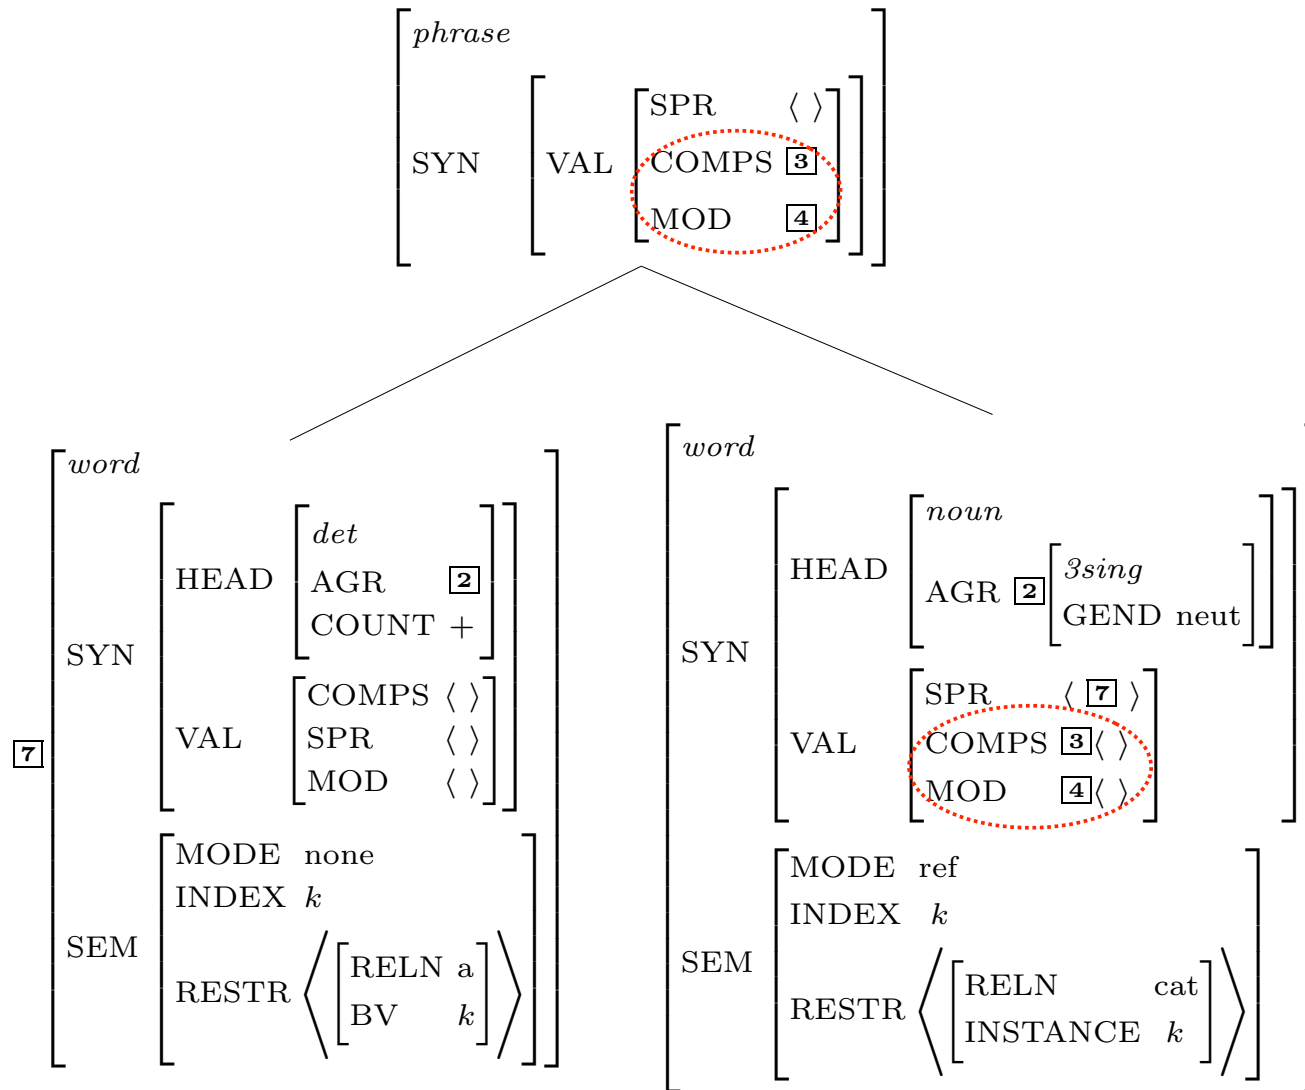 phrase
SPR ⟨ ⟩
SYN VAL COMPS 3
MOD 4
word
det
HEAD AGR 2
COUNT +
SYN
COMPS ⟨ ⟩
VAL SPR ⟨ ⟩
MOD ⟨ ⟩
7
MODE none
INDEX k
SEM
RELN a
RESTR ⟨ ⟩
BV k
word
noun
HEAD
3sing
AGR 2
GEND neut
SYN
SPR ⟨ 7 ⟩
VAL COMPS 3 ⟨ ⟩
MOD 4 ⟨ ⟩
MODE ref
INDEX k
SEM
RELN cat
RESTR ⟨ ⟩
INSTANCE k